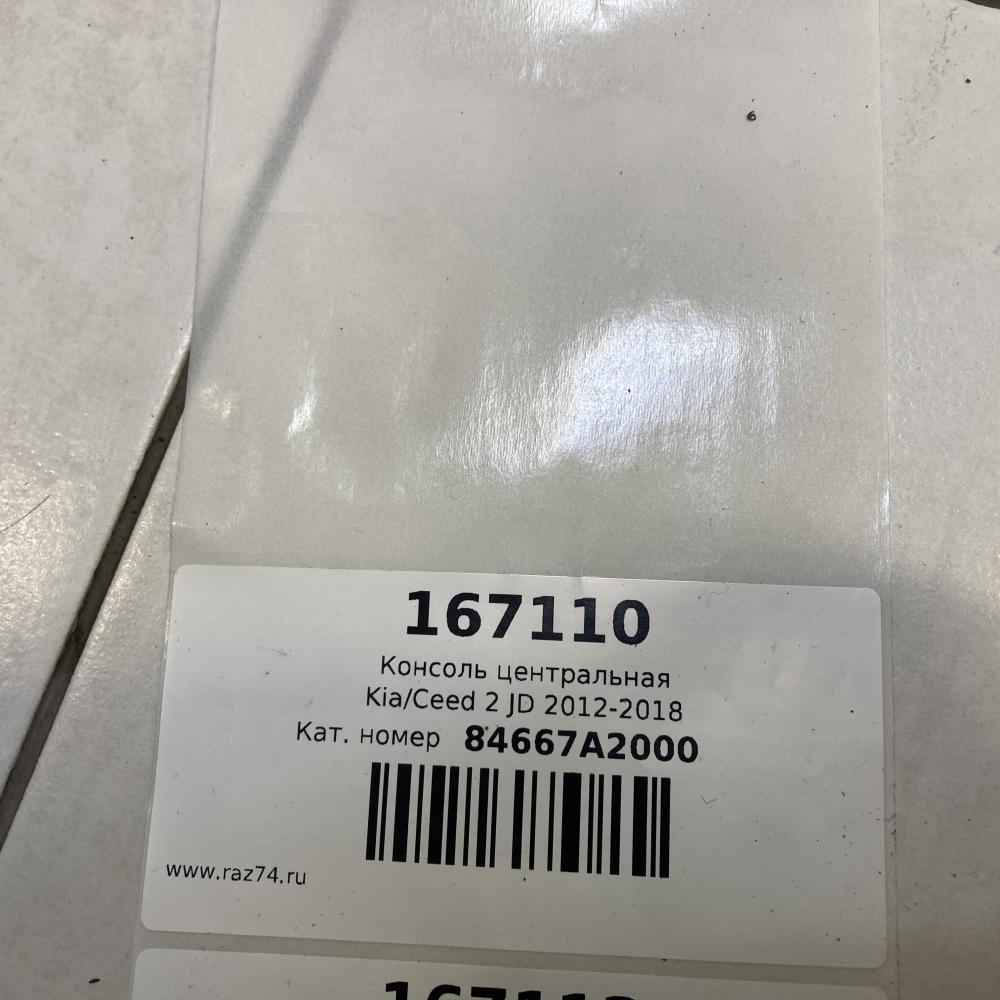 167110
Консоль центральная
Kia/Ceed 2 JD 2012-2018
Кат. номер 84667A2000
www.raz74.ru